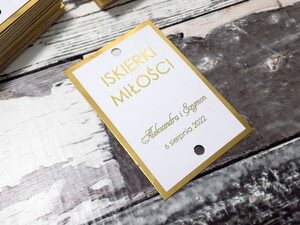 ISKIERKI
MIŁOŚCI
Aleksandra i Szymon
6 sierpnia 2022